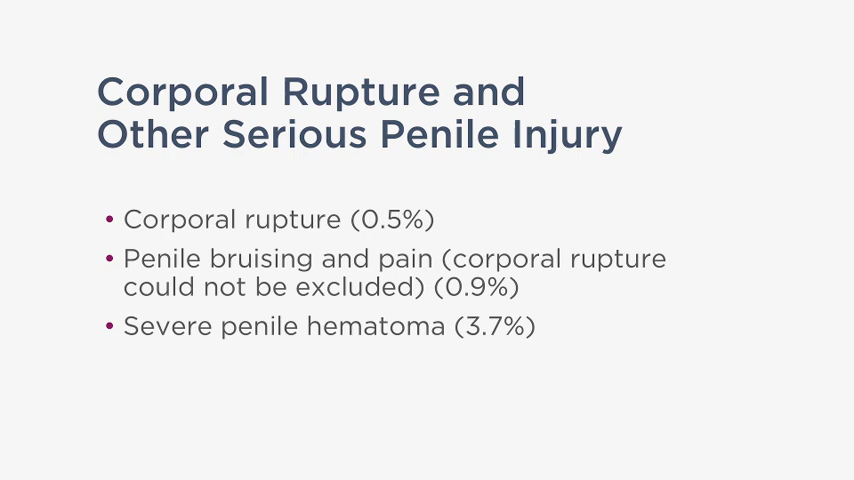 Corporal Rupture and
Other Serious Penile Injury
• Corporal rupture (0.5%)
• Penile bruising and pain (corporal rupture
could not be excluded) (0.9%)
• Severe penile hematoma (3.7%)